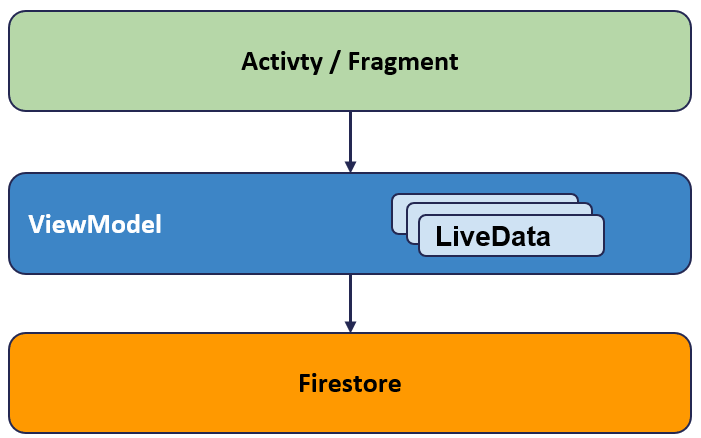 Activty / Fragment
ViewModel
LiveData
Firestore